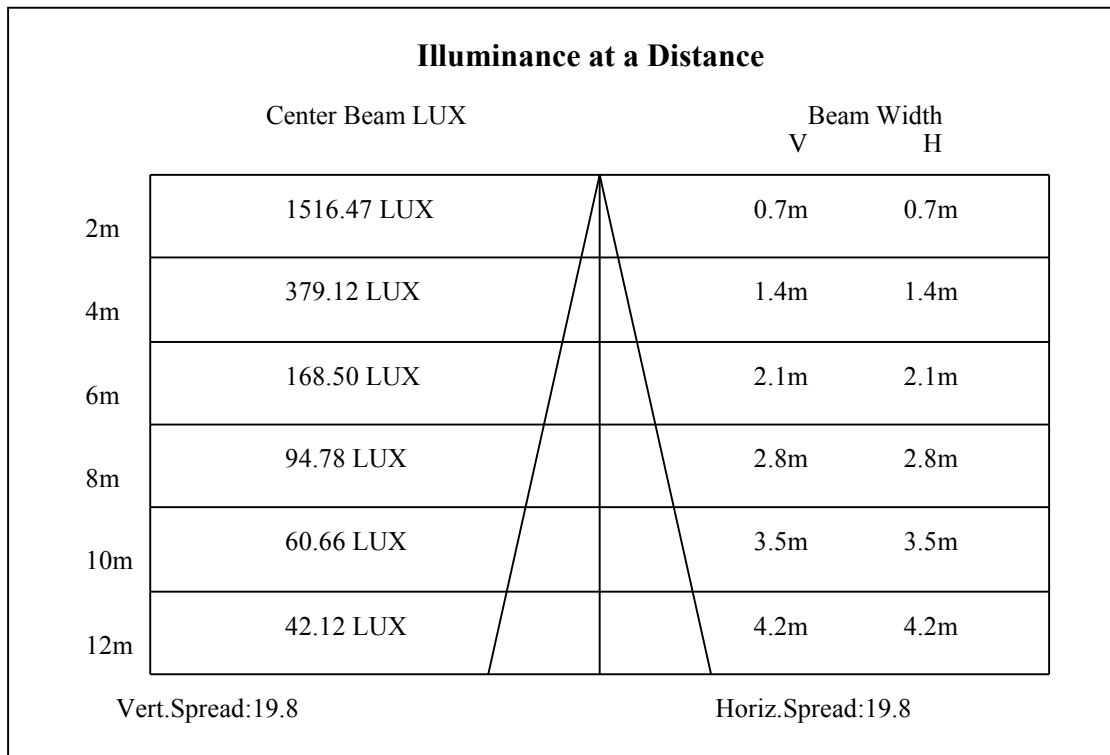 Illuminance at a Distance
Center Beam LUX Beam Width
V H
2m 1516.47 LUX 0.7m 0.7m
4m 379.12 LUX 1.4m 1.4m
6m 168.50 LUX 2.1m 2.1m
8m 94.78 LUX 2.8m 2.8m
10m 60.66 LUX 3.5m 3.5m
12m 42.12 LUX 4.2m 4.2m
Vert.Spread:19.8 Horiz.Spread:19.8